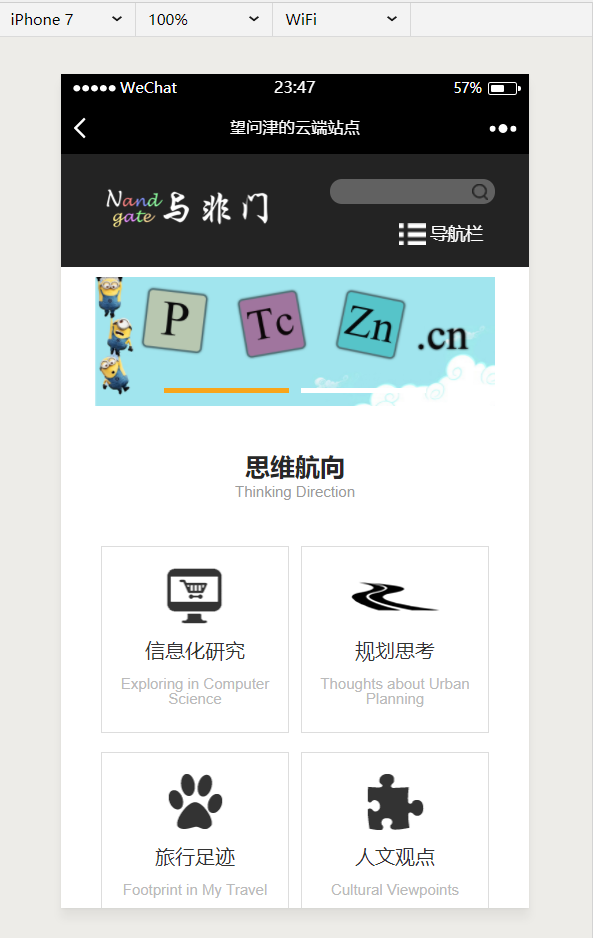 iPhone 7 100% WiFi
WeChat 23:47 57%
望问津的云端站点
Nand gate 与非门
导航栏
P Tc Zn .cn
思维航向
Thinking Direction
信息化研究
Exploring in Computer
Science
规划思考
Thoughts about Urban
Planning
旅行足迹
Footprint in My Travel
人文观点
Cultural Viewpoints